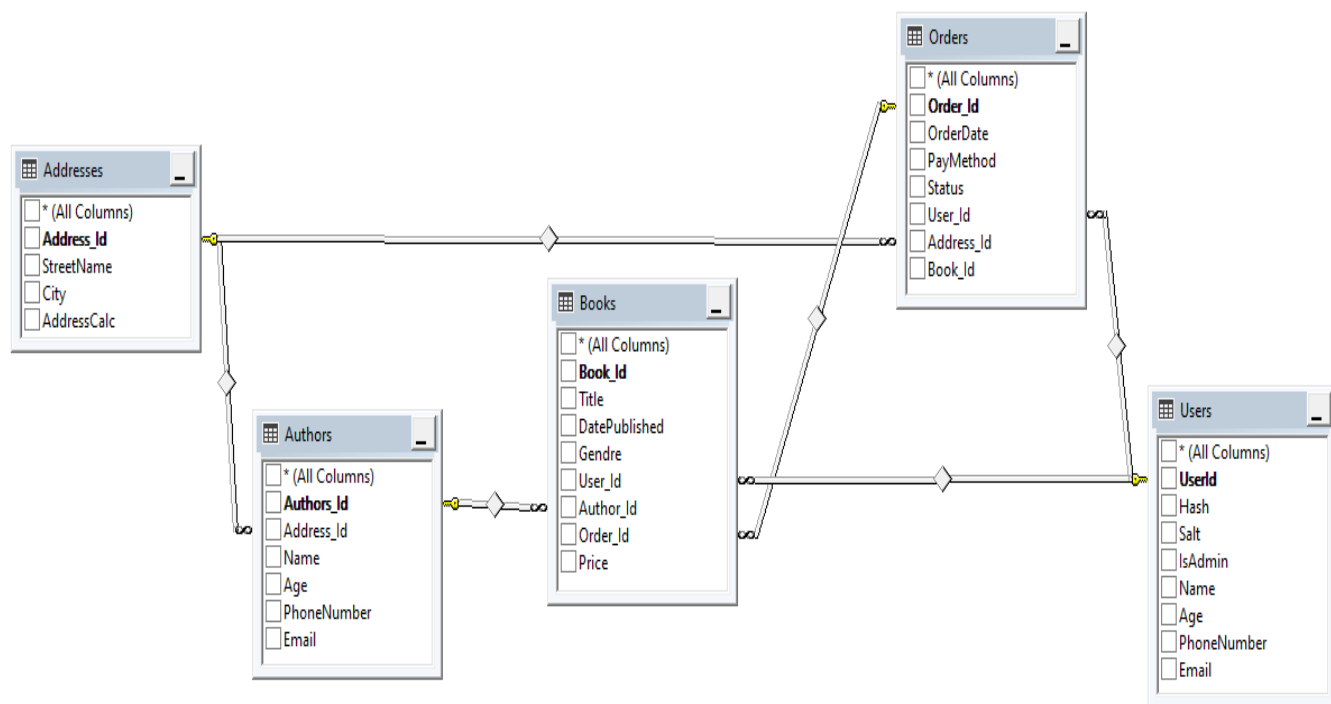 Addresses
* (All Columns)
Address_Id
StreetName
City
AddressCalc
Authors
* (All Columns)
Authors_Id
Address_Id
Name
Age
PhoneNumber
Email
Books
* (All Columns)
Book_Id
Title
DatePublished
Gendre
User_Id
Author_Id
Order_Id
Price
Orders
* (All Columns)
Order_Id
OrderDate
PayMethod
Status
User_Id
Address_Id
Book_Id
Users
* (All Columns)
UserId
Hash
Salt
IsAdmin
Name
Age
PhoneNumber
Email